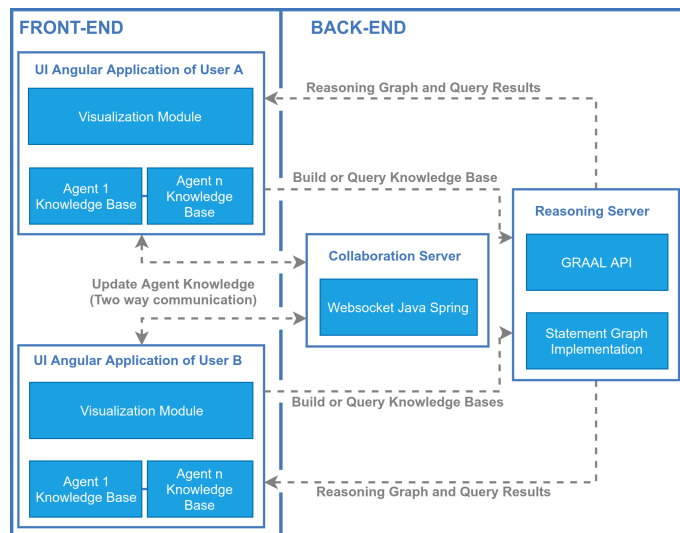 FRONT-END
BACK-END
UI Angular Application of User A
Visualization Module
Agent 1
Knowledge Base
Agent n
Knowledge
Base
Reasoning Graph and Query Results
Build or Query Knowledge Base
Reasoning Server
GRAAL API
Statement Graph
Implementation
Collaboration Server
Websocket Java Spring
Update Agent Knowledge
(Two way communication)
UI Angular Application of User B
Visualization Module
Agent 1
Knowledge Base
Agent n
Knowledge
Base
Build or Query Knowledge Bases
Reasoning Graph and Query Results